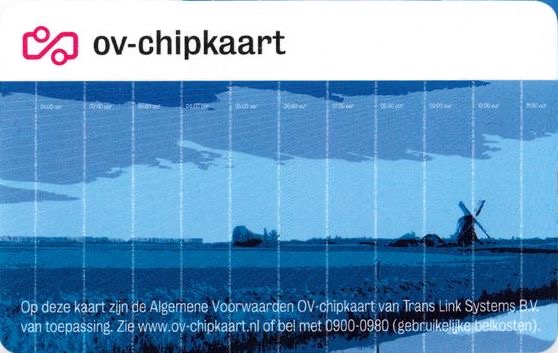 ov-chipkaart
Op deze kaart zijn de Algemene Voorwaarden OV-chipkaart van Trans Link Systems B.V.
van toepassing. Zie www.ov-chipkaart.nl of bel met 0900-0980 (gebruikelijke belkosten).